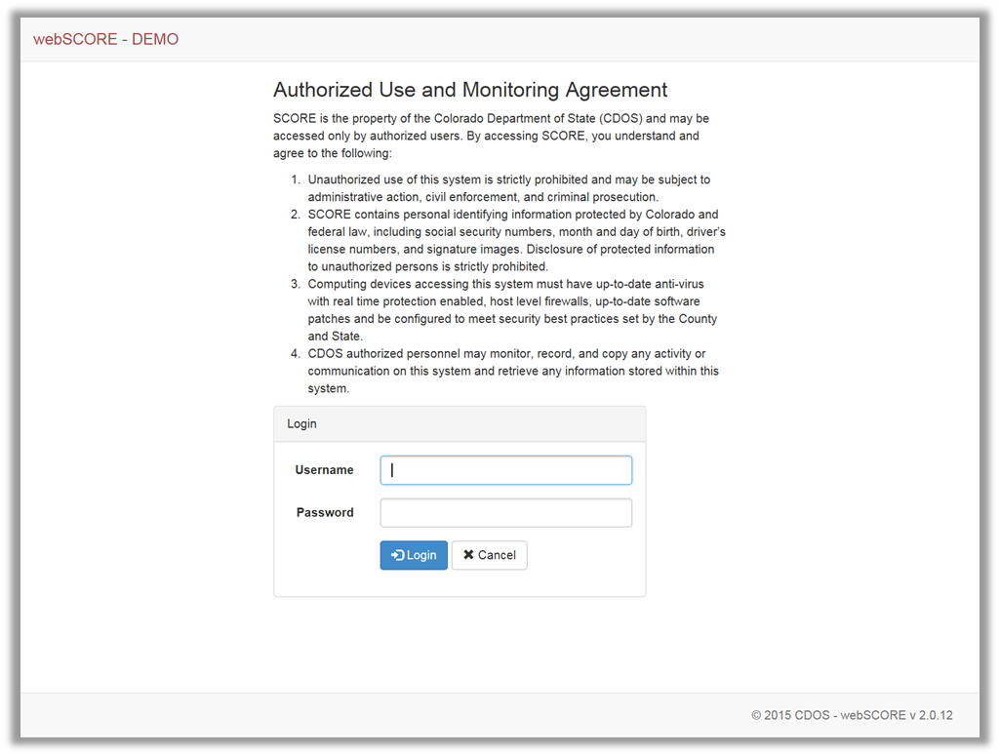 webSCORE - DEMO
Authorized Use and Monitoring Agreement
SCORE is the property of the Colorado Department of State (CDOS) and may be
accessed only by authorized users. By accessing SCORE, you understand and
agree to the following:
1. Unauthorized use of this system is strictly prohibited and may be subject to
administrative action, civil enforcement, and criminal prosecution.
2. SCORE contains personal identifying information protected by Colorado and
federal law, including social security numbers, month and day of birth, driver's
license numbers, and signature images. Disclosure of protected information
to unauthorized persons is strictly prohibited.
3. Computing devices accessing this system must have up-to-date anti-virus
with real time protection enabled, host level firewalls, up-to-date software
patches and be configured to meet security best practices set by the County
and State.
4. CDOS authorized personnel may monitor, record, and copy any activity or
communication on this system and retrieve any information stored within this
system.
Login
Username
Password
Login Cancel
© 2015 CDOS - webSCORE v 2.0.12